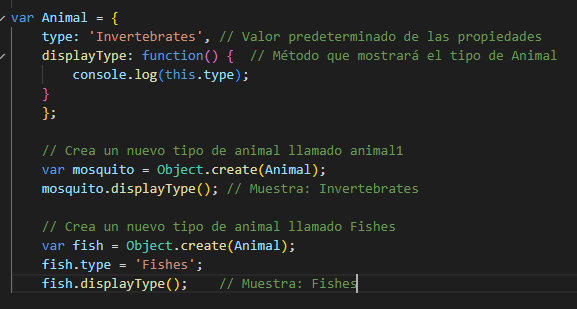 var Animal = {
type: 'Invertebrates', // Valor predeterminado de las propiedades
displayType: function() {  // Método que mostrará el tipo de Animal
console.log(this.type);
}
};
// Crea un nuevo tipo de animal llamado animal1
var mosquito = Object.create(Animal);
mosquito.displayType(); // Muestra: Invertebrates
// Crea un nuevo tipo de animal llamado Fishes
var fish = Object.create(Animal);
fish.type = 'Fishes';
fish.displayType();    // Muestra: Fishes